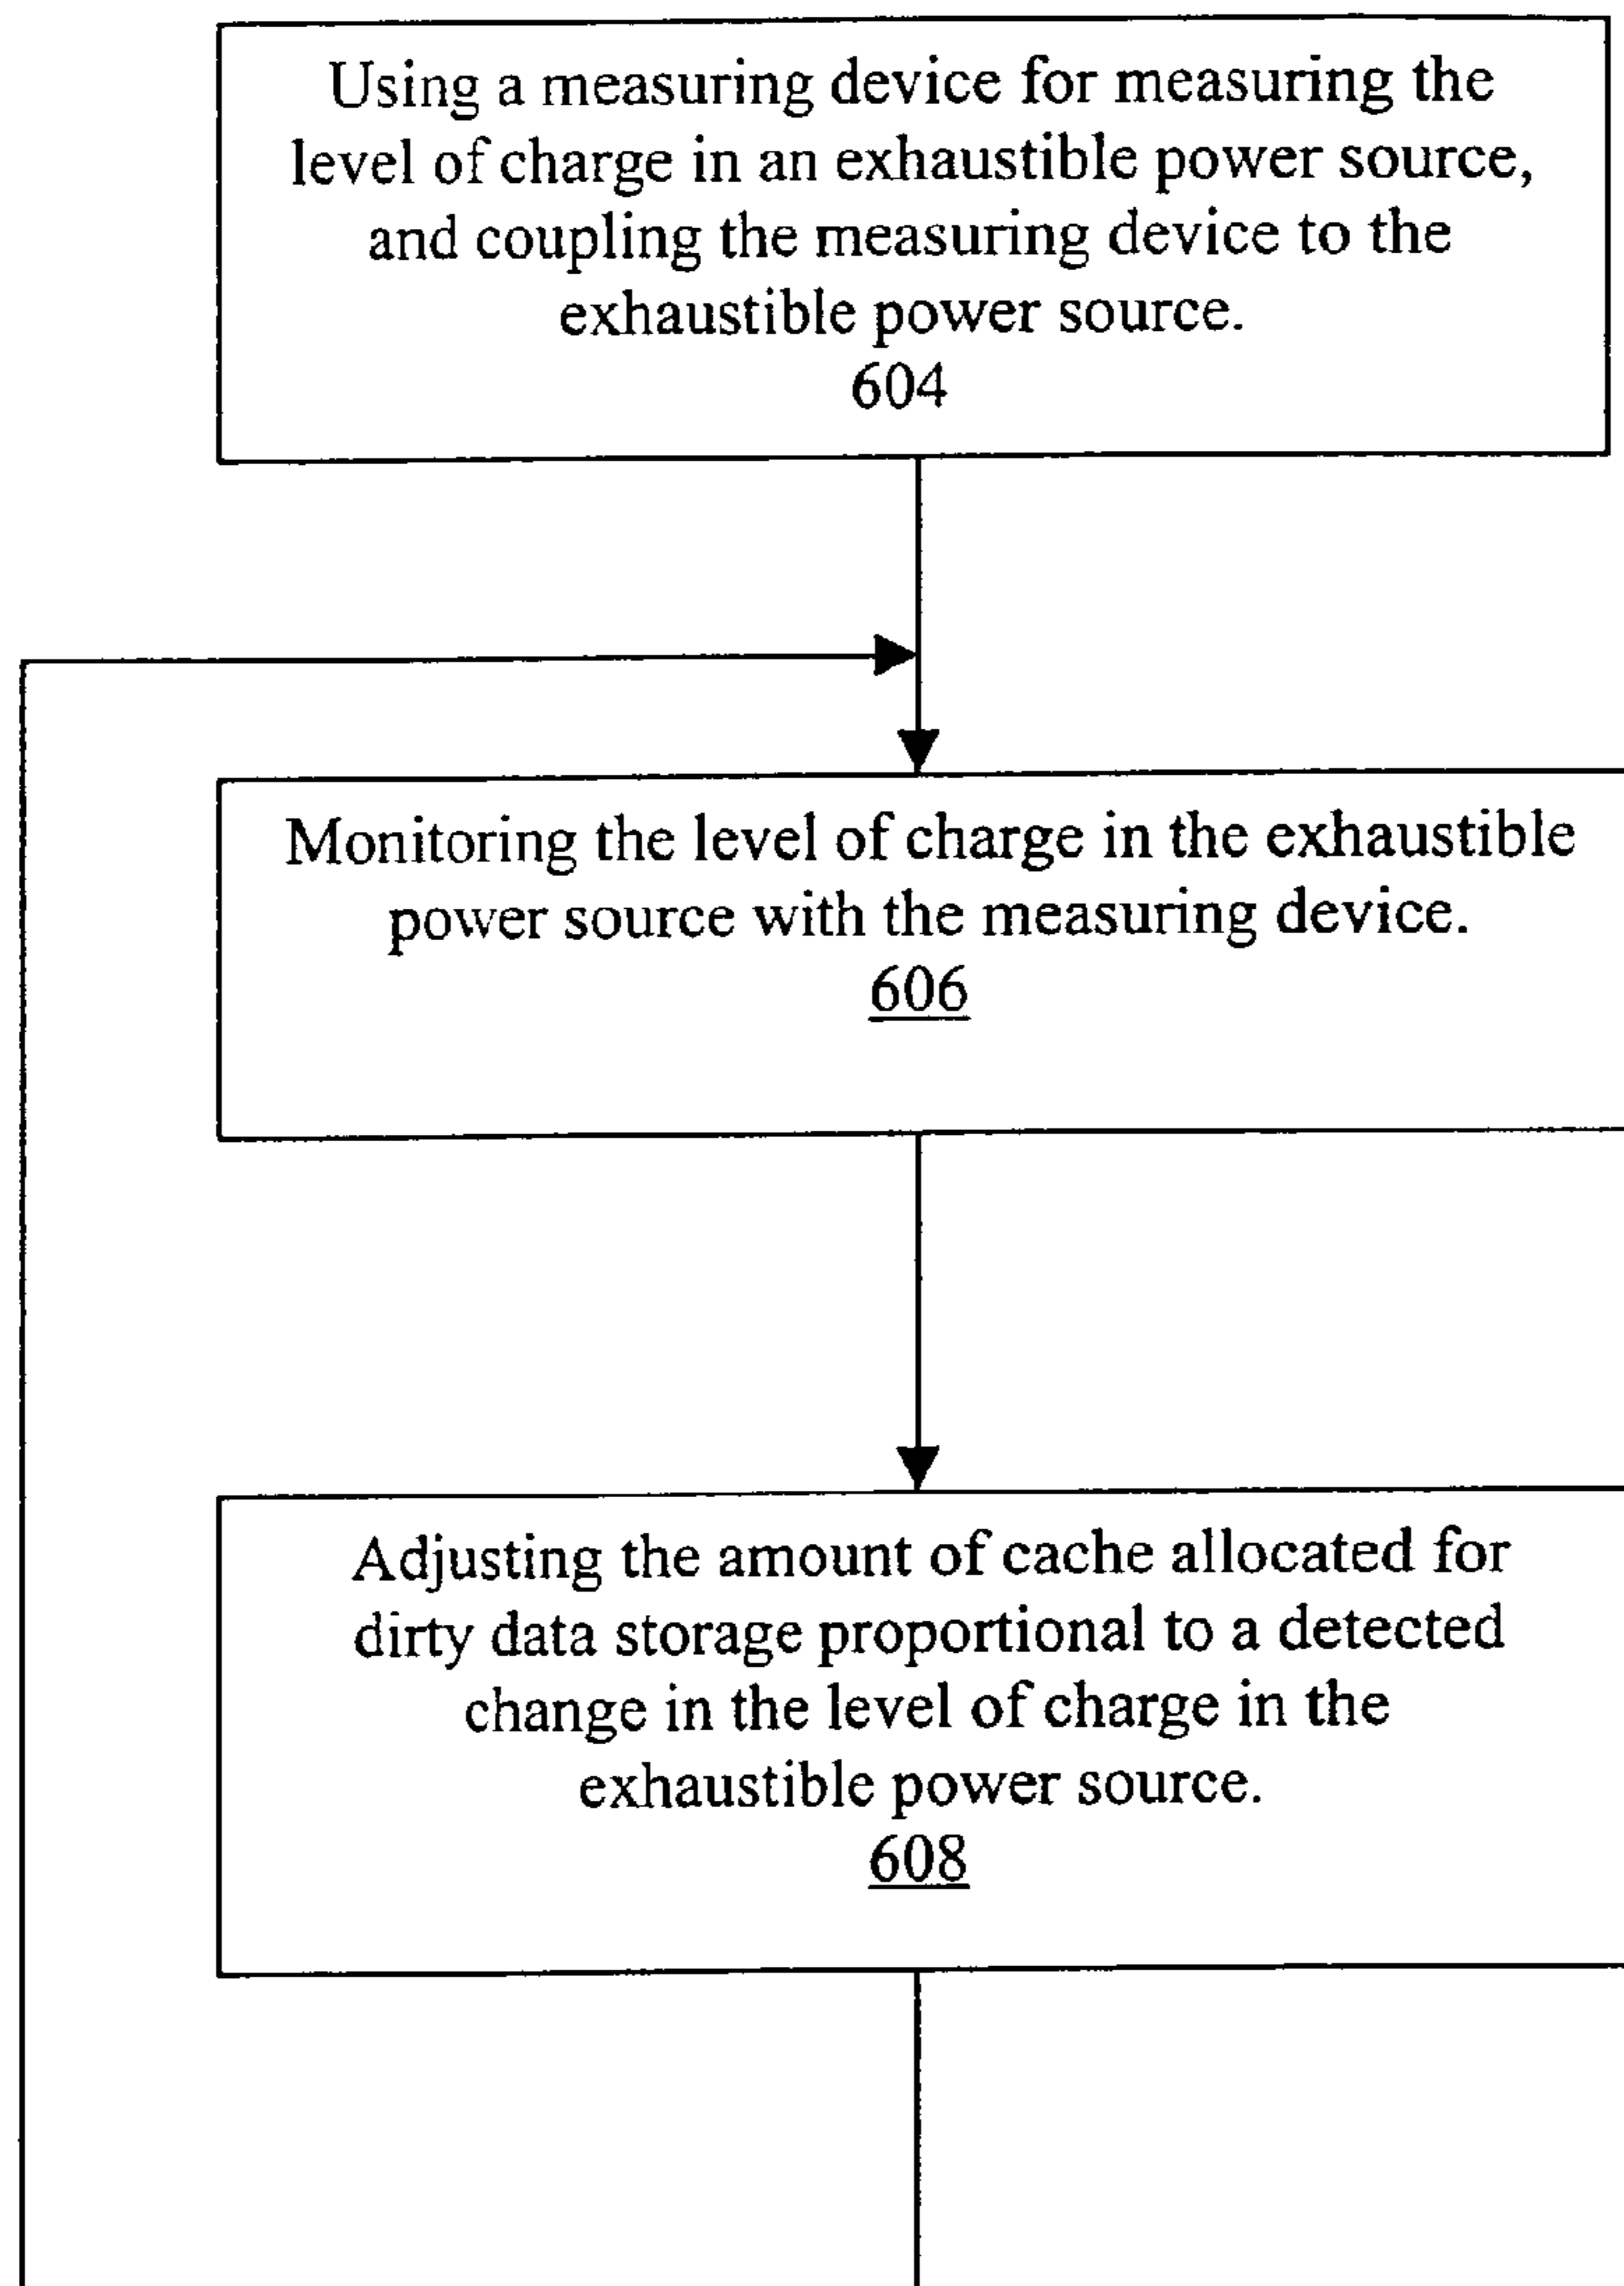 Using a measuring device for measuring the
level of charge in an exhaustible power source,
and coupling the measuring device to the
exhaustible power source.
604
Monitoring the level of charge in the exhaustible
power source with the measuring device.
606
Adjusting the amount of cache allocated for
dirty data storage proportional to a detected
change in the level of charge in the
exhaustible power source.
608